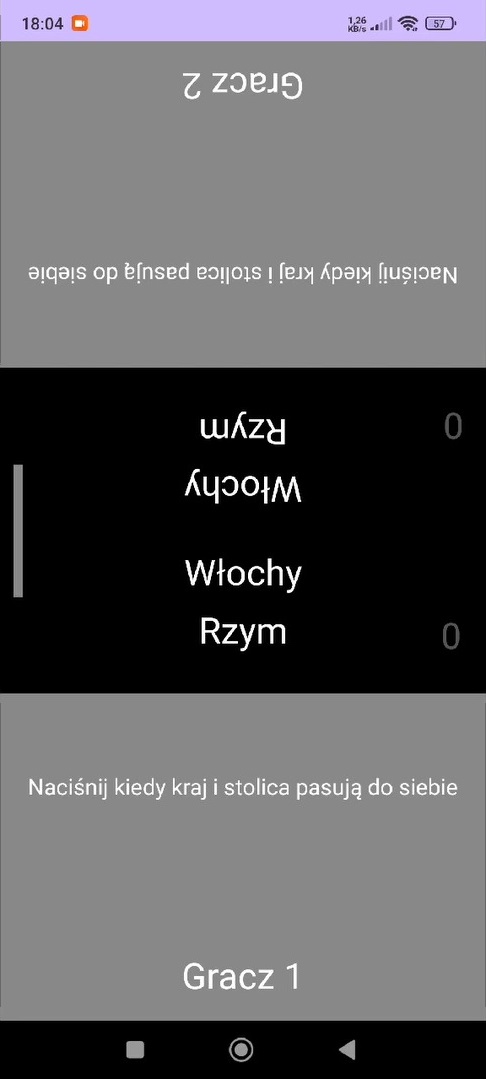 18:04
1,26
KB/s
57
Gracz 2
Naciśnij kiedy kraj i stolica pasują do siebie
Rzym
0
Włochy
Włochy
Rzym
0
Naciśnij kiedy kraj i stolica pasują do siebie
Gracz 1